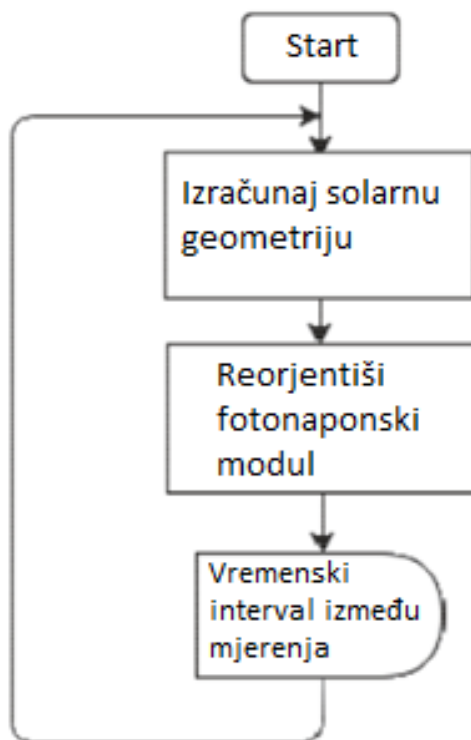 Start
Izračunaj solarnu
geometriju
Reorjentiši
fotonaponski
modul
Vremenski
interval između
mjerenja